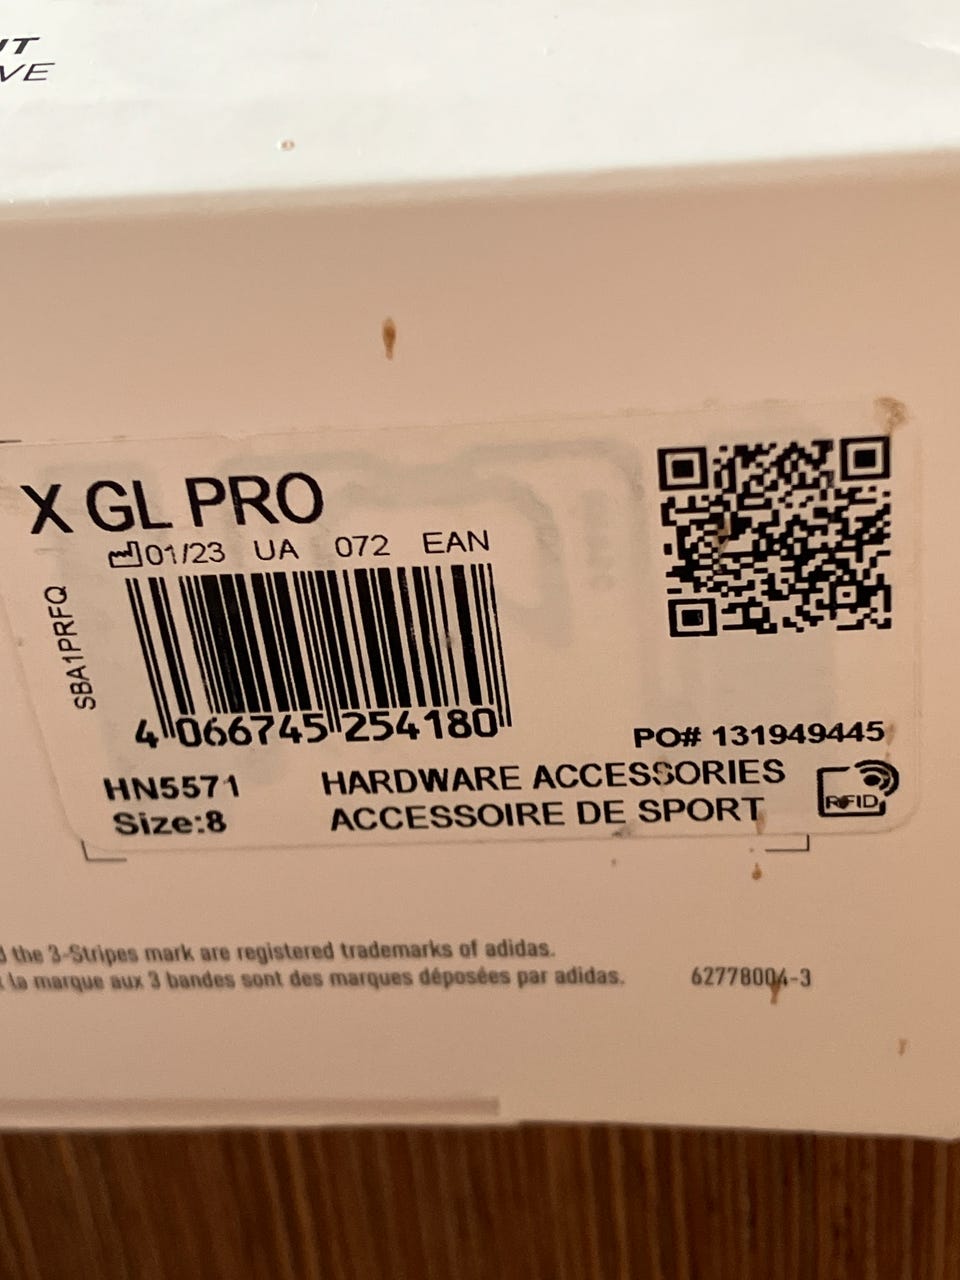 VE
X GL PRO
01/23 UA 072 EAN
SBA1PRFQ
4 066745 254180
PO# 131949445
HN5571 HARDWARE ACCESSORIES
Size:8 ACCESSOIRE DE SPORT
RFID
the 3-Stripes mark are registered trademarks of adidas.
la marque aux 3 bandes sont des marques déposées par adidas. 62778004-3